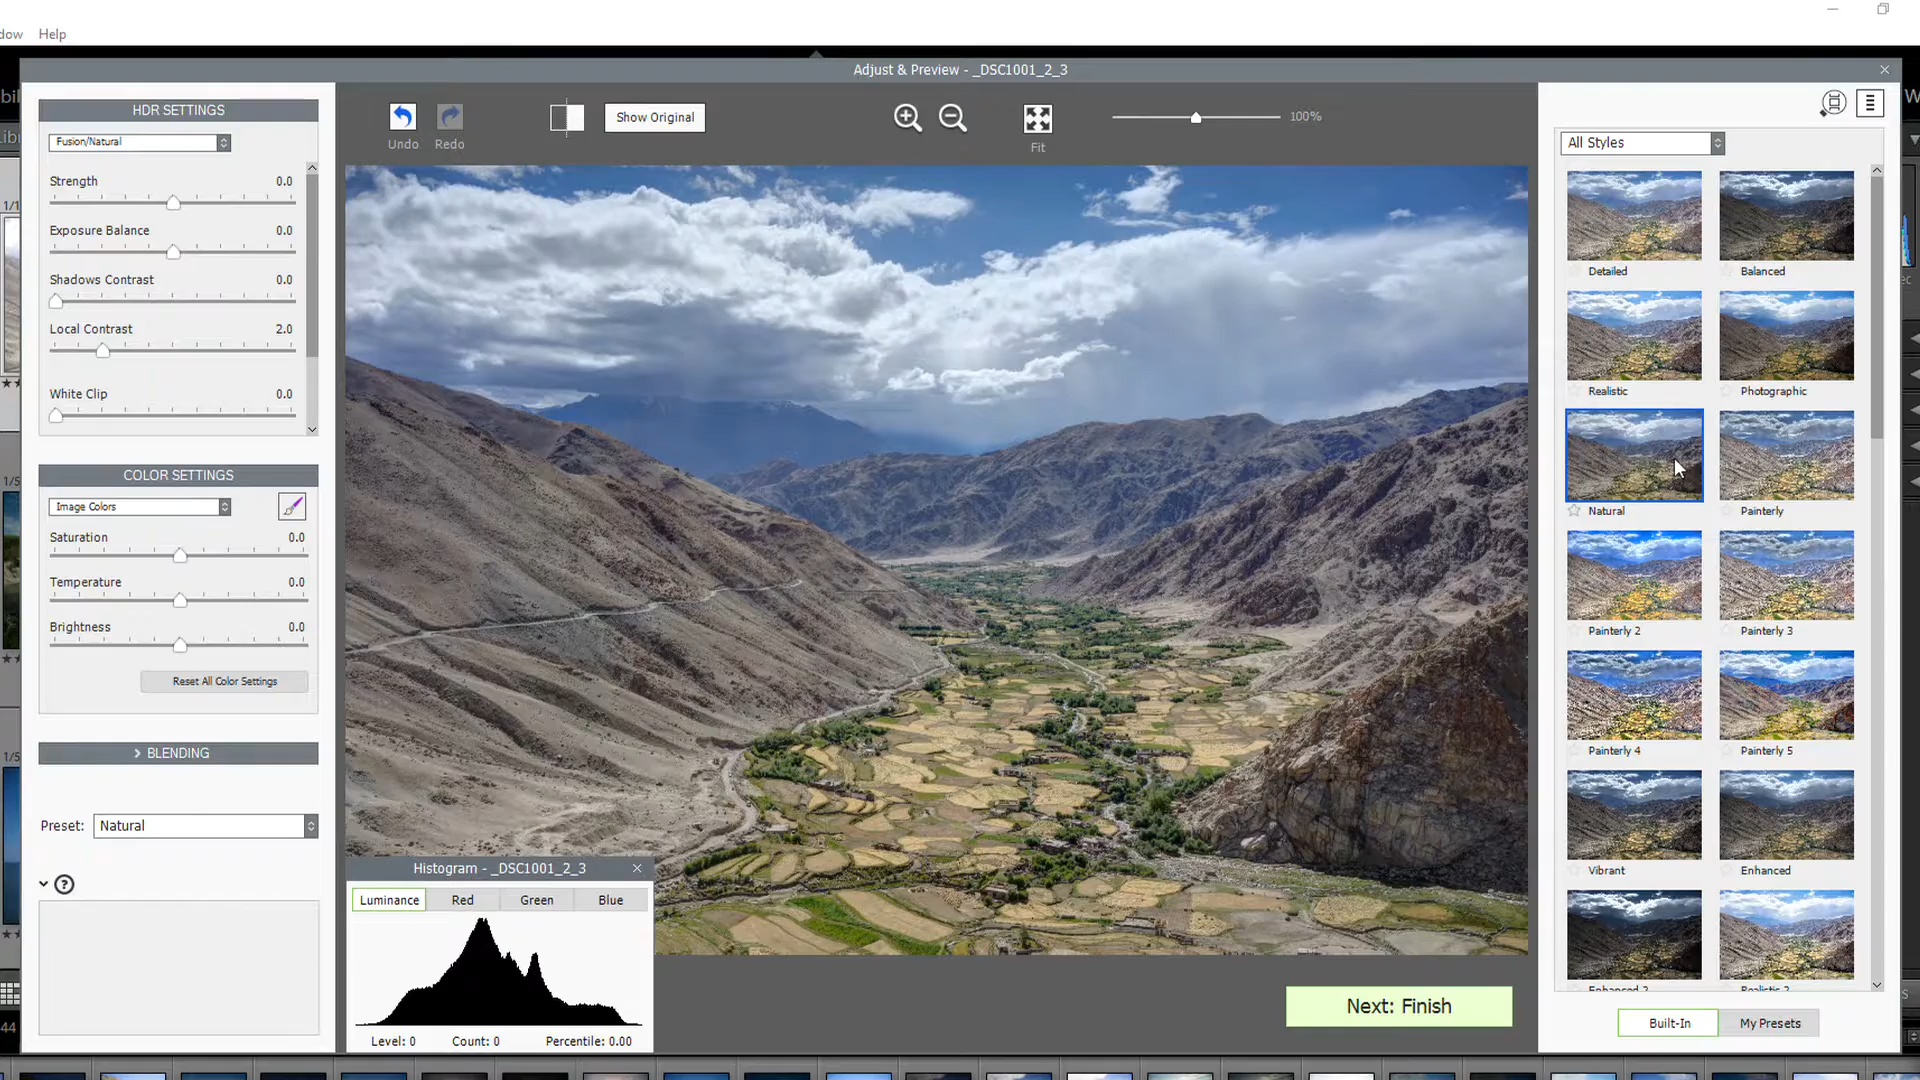 dow Help
Adjust & Preview - _DSC1001_2_3
HDR SETTINGS
Fusion/Natural
Strength 0.0
Exposure Balance 0.0
Shadows Contrast 0.0
Local Contrast 2.0
White Clip 0.0
COLOR SETTINGS
Image Colors
Saturation 0.0
Temperature 0.0
Brightness 0.0
Reset All Color Settings
BLENDING
Preset: Natural
?
Undo Redo
Show Original
Fit
100%
Histogram - _DSC1001_2_3
Luminance Red Green Blue
Level: 0 Count: 0 Percentile: 0.00
Next: Finish
All Styles
Detailed Balanced
Realistic Photographic
Natural Painterly
Painterly 2 Painterly 3
Painterly 4 Painterly 5
Vibrant Enhanced
Enhanced 2 Realistic 2
Built-In My Presets